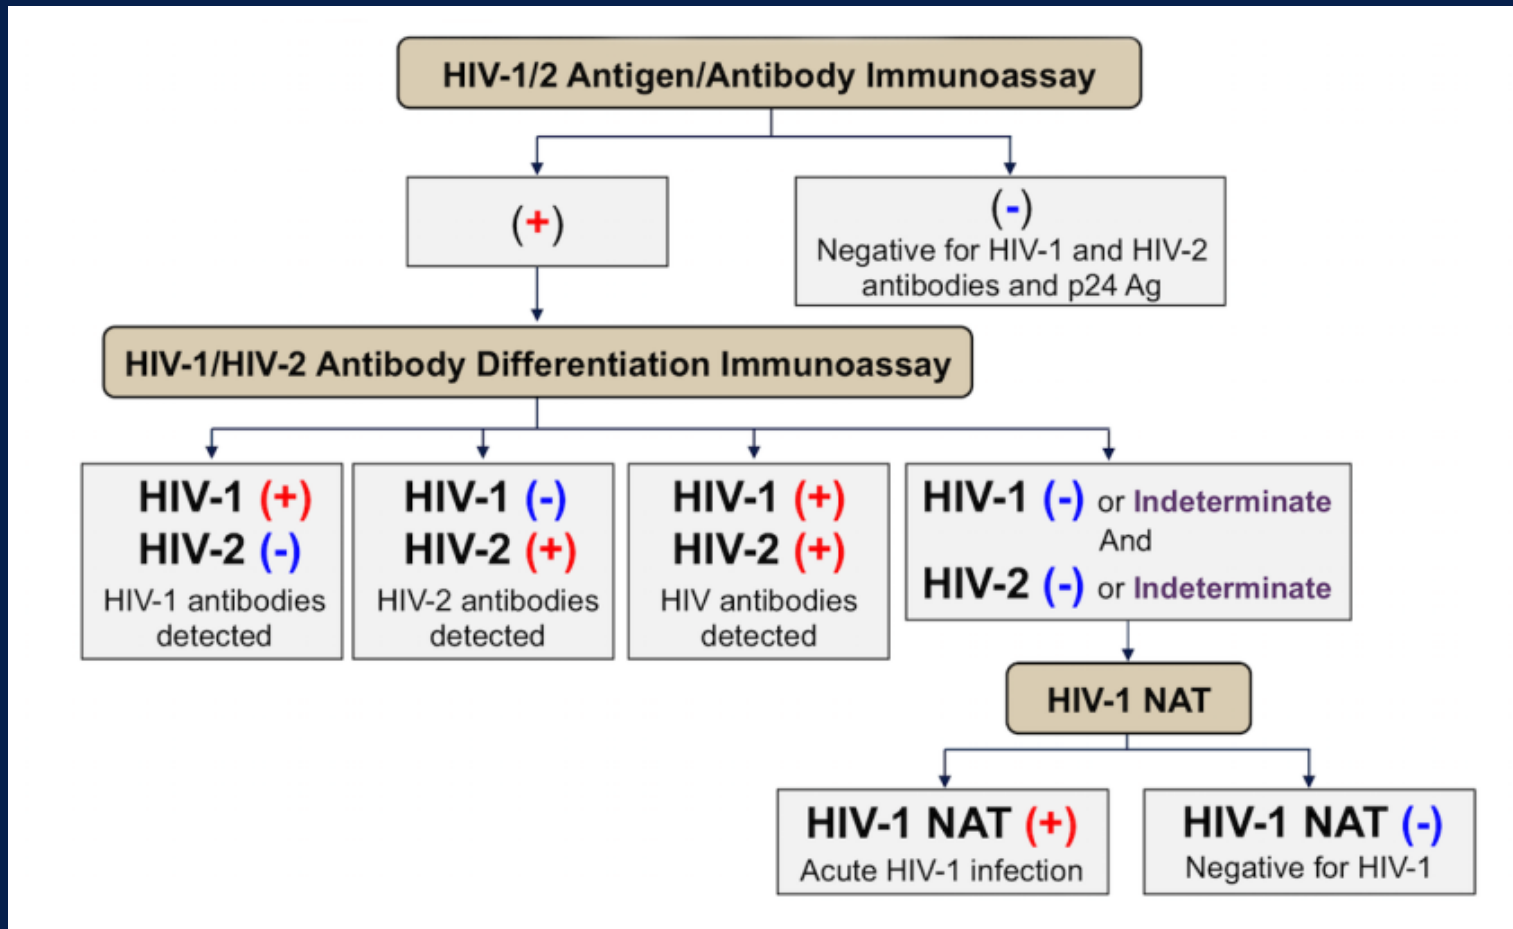 HIV-1/2 Antigen/Antibody Immunoassay
(+)
(-)
Negative for HIV-1 and HIV-2
antibodies and p24 Ag
HIV-1/HIV-2 Antibody Differentiation Immunoassay
HIV-1 (+)
HIV-2 (-)
HIV-1 antibodies
detected
HIV-1 (-)
HIV-2 (+)
HIV-2 antibodies
detected
HIV-1 (+)
HIV-2 (+)
HIV antibodies
detected
HIV-1 (-) or Indeterminate
And
HIV-2 (-) or Indeterminate
HIV-1 NAT
HIV-1 NAT (+)
Acute HIV-1 infection
HIV-1 NAT (-)
Negative for HIV-1